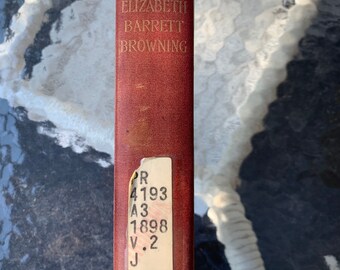 ELIZABETH
BARRETT
BROWNING
PR
4193
A3
1898
V.2
J